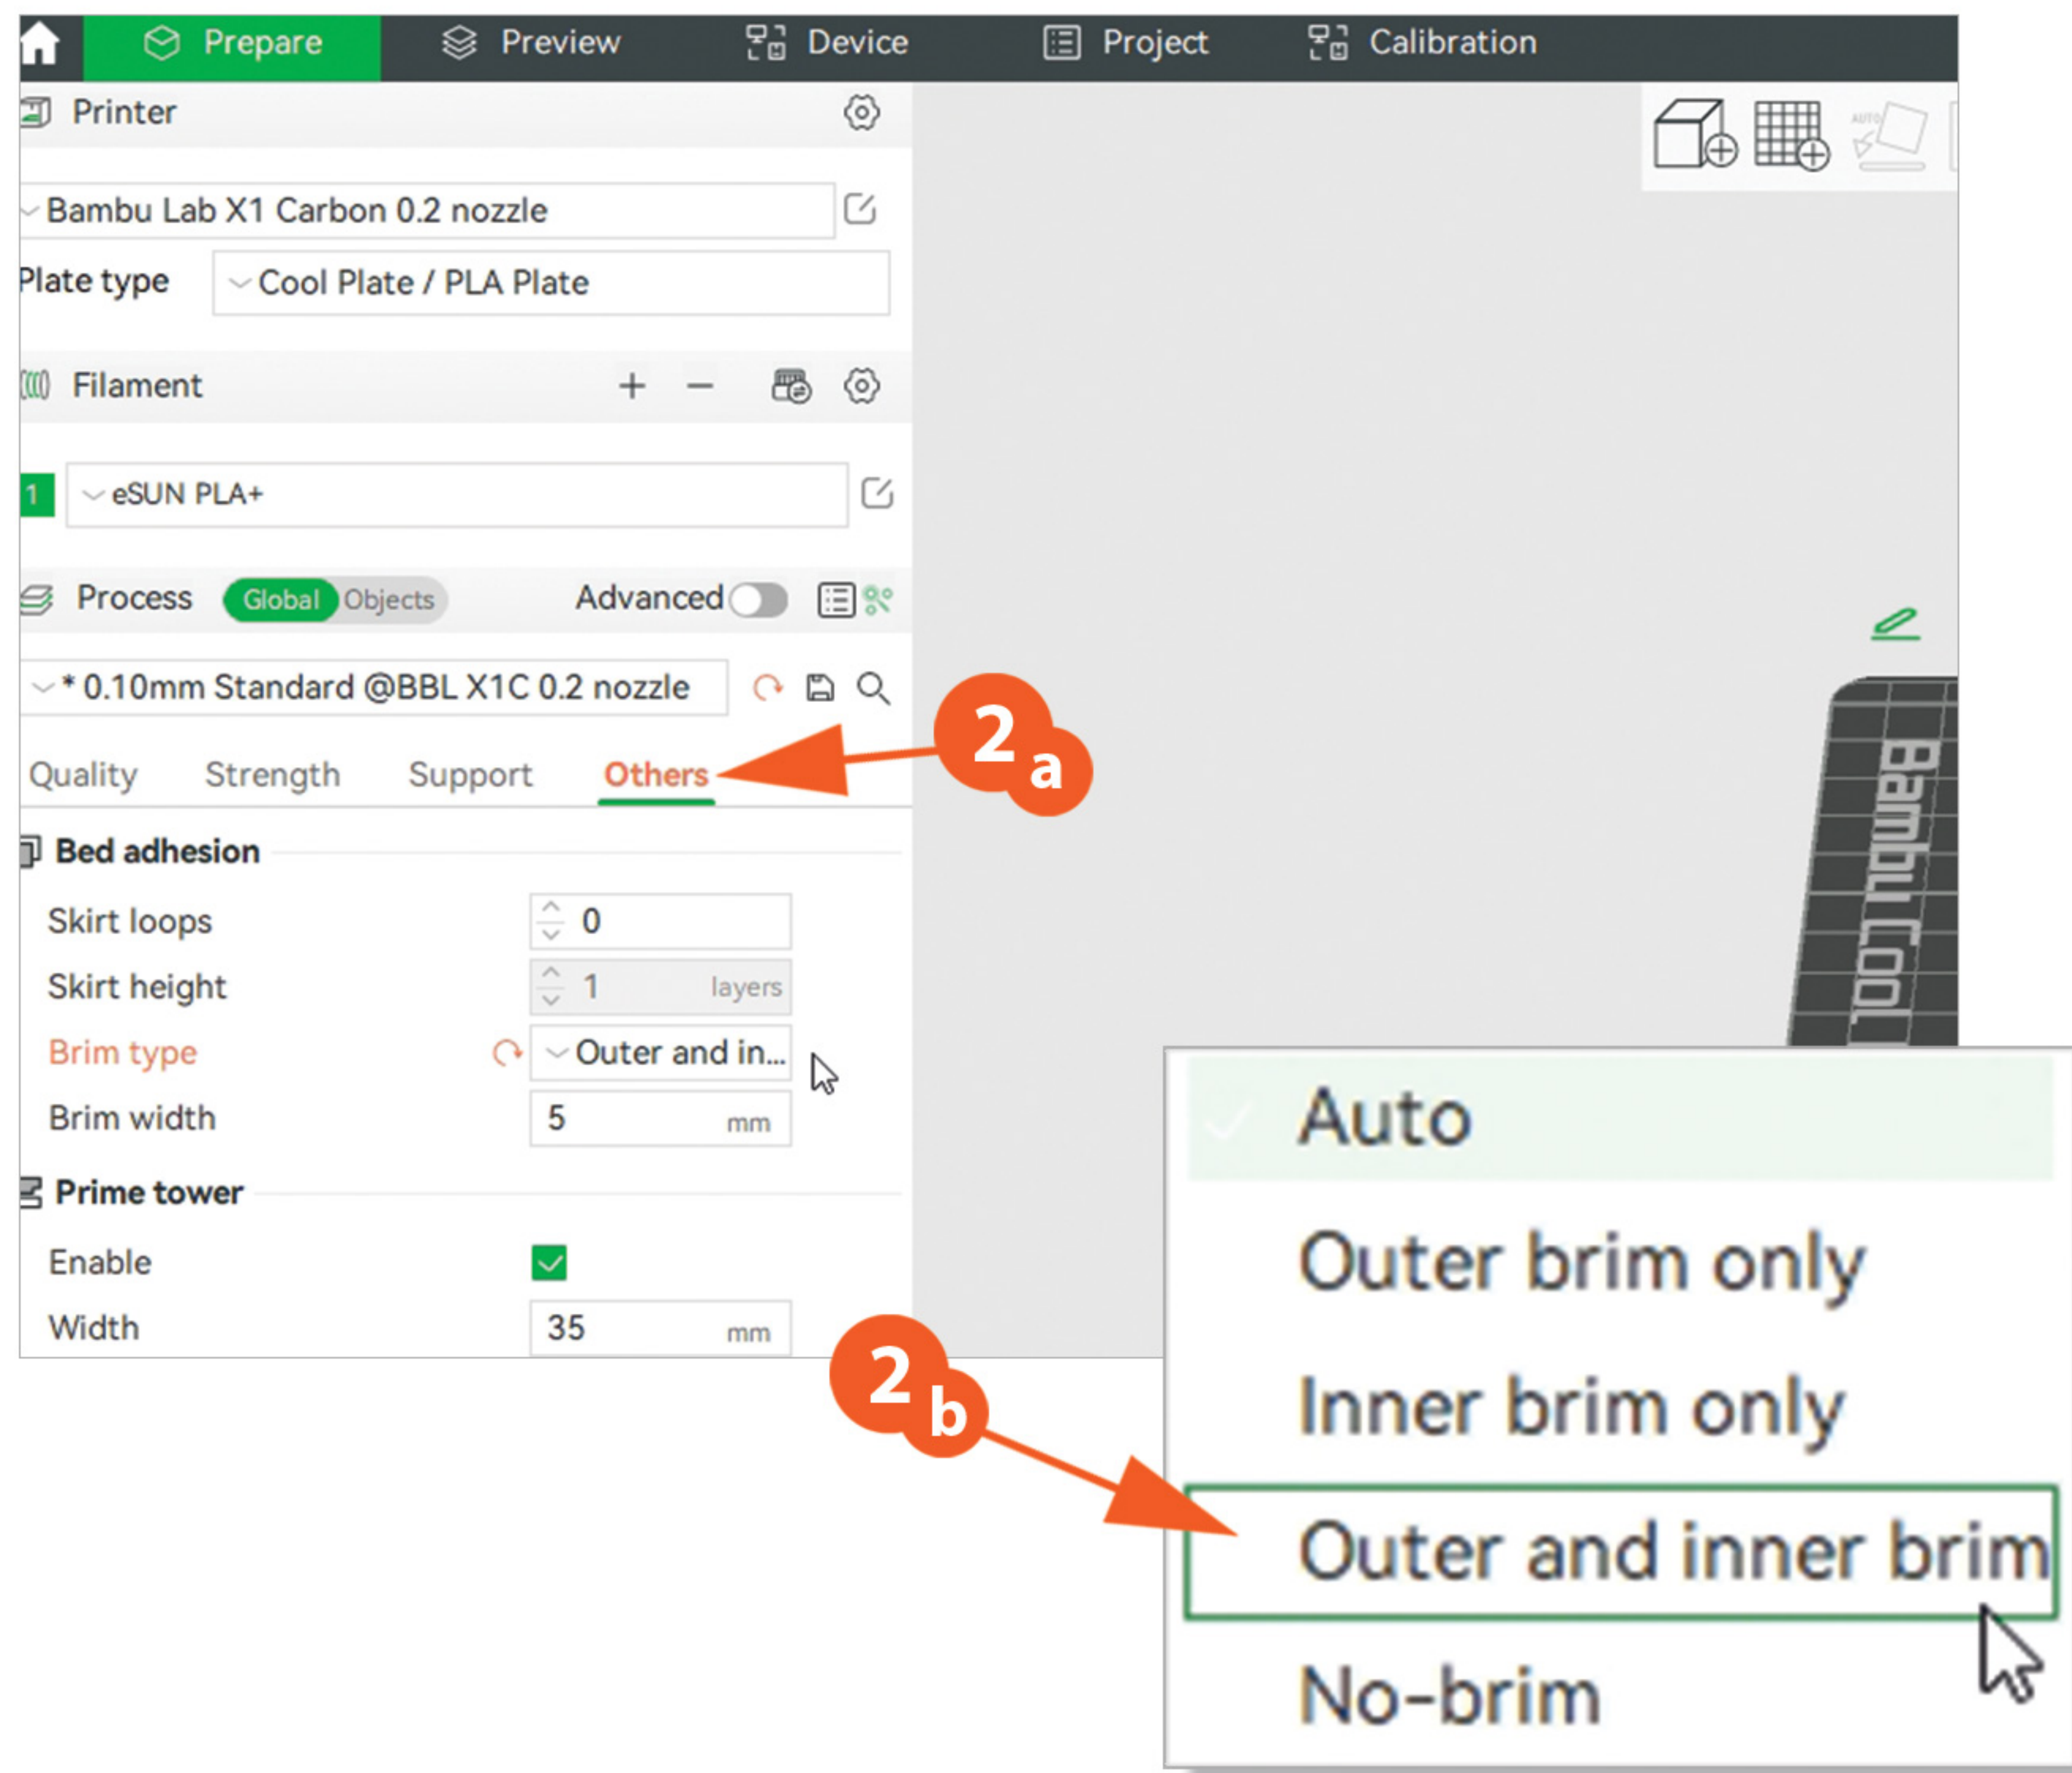 Prepare Preview Device Project Calibration
Printer
AUTO
Bambu Lab X1 Carbon 0.2 nozzle
Plate type Cool Plate / PLA Plate
Filament
1 eSUN PLA+
Process Global Objects Advanced
* 0.10mm Standard @BBL X1C 0.2 nozzle
2 a
Quality Strength Support Others
Bed adhesion
Skirt loops 0
Skirt height 1 layers
Brim type Outer and in...
Brim width 5 mm
Prime tower
Enable
Width 35 mm
Bambu Cool
Auto
Outer brim only
Inner brim only
2 b
Outer and inner brim
No-brim